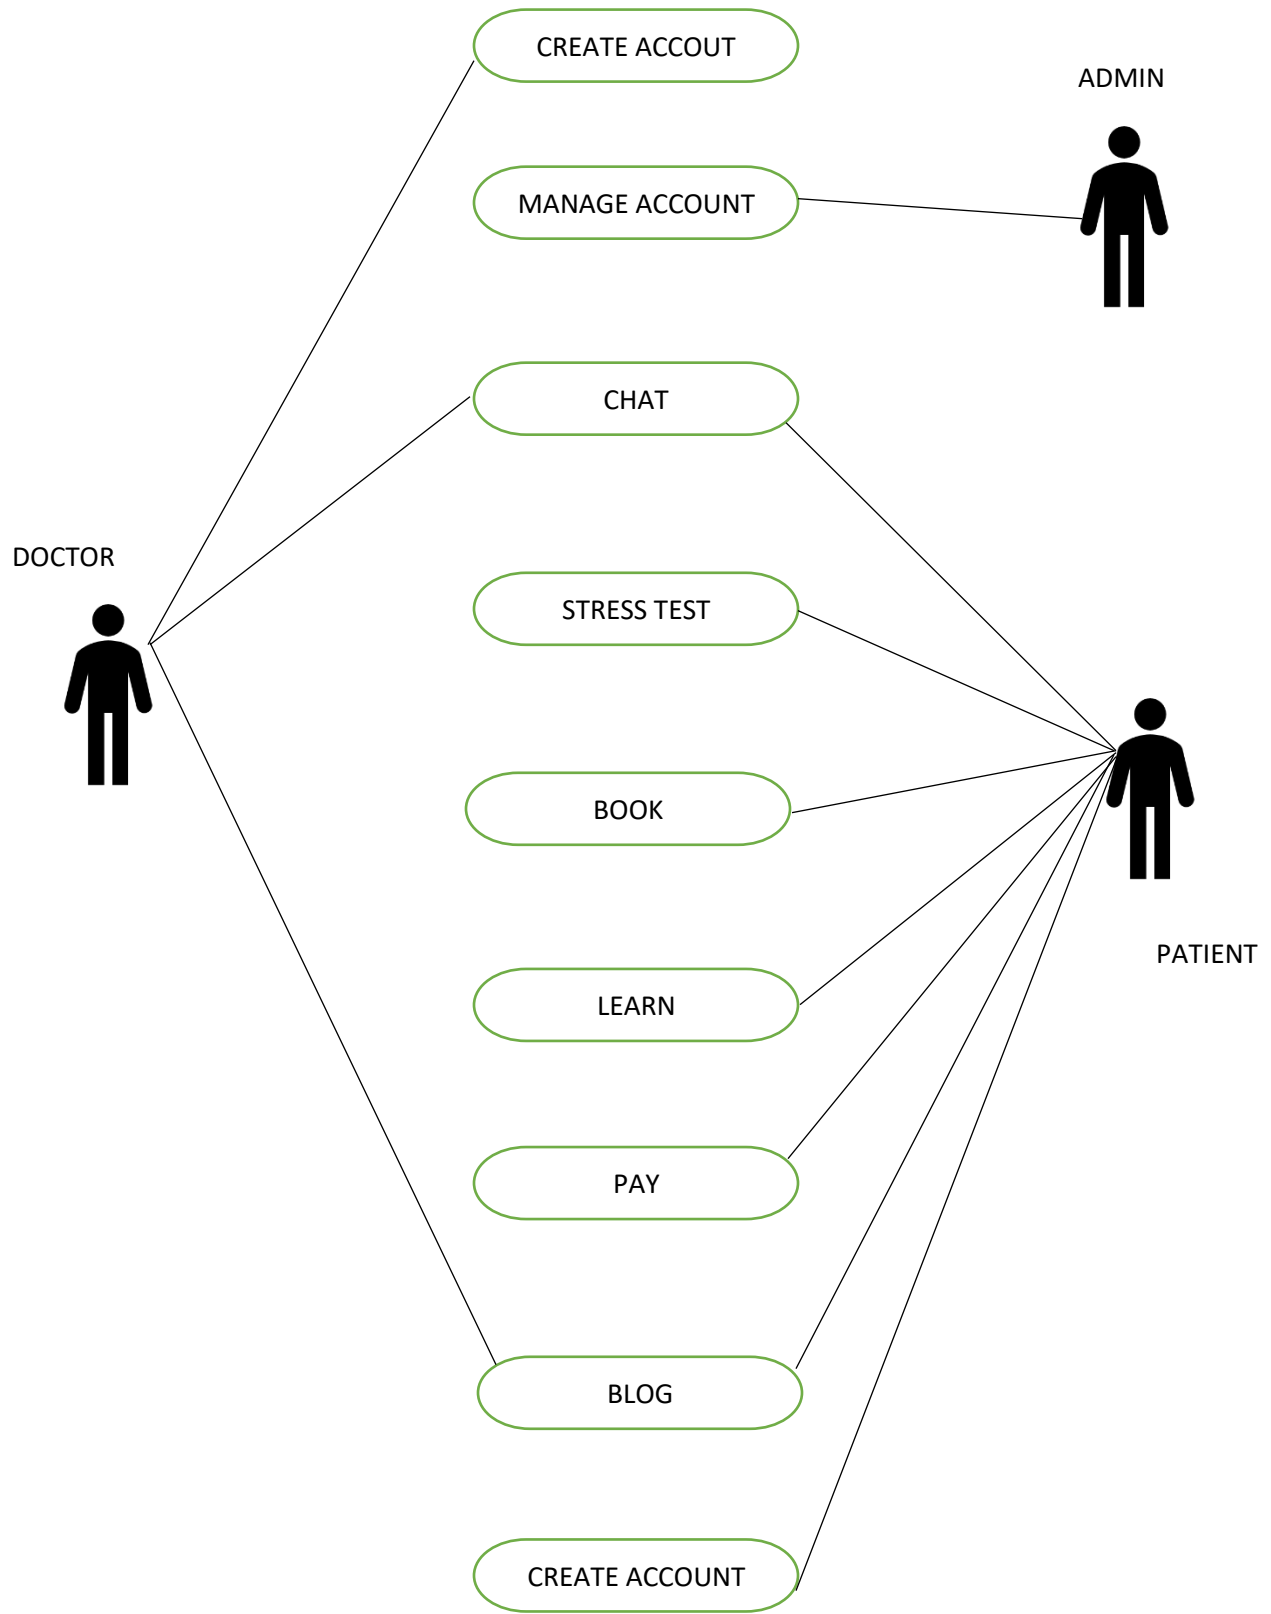 CREATE ACCOUT
ADMIN
MANAGE ACCOUNT
CHAT
DOCTOR
STRESS TEST
BOOK
PATIENT
LEARN
PAY
BLOG
CREATE ACCOUNT